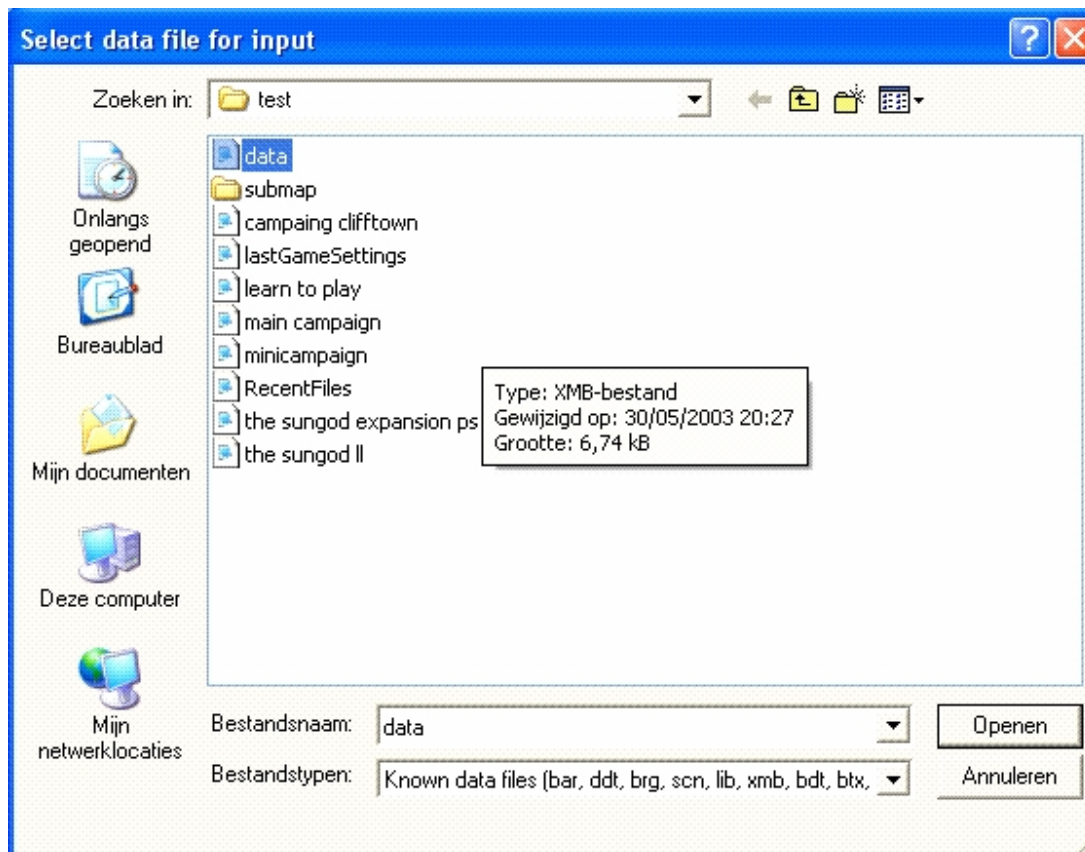 Select data file for input
Zoeken in:
test
Onlangs
geopend
Bureaublad
Mijn documenten
Deze computer
Mijn
netwerklocaties
data
submap
campaing clifftown
lastGameSettings
learn to play
main campaign
minicampaign
RecentFiles
the sungod expansion ps
the sungod ll
Type: XMB-bestand
Gewijzigd op: 30/05/2003 20:27
Grootte: 6,74 kB
Bestandsnaam:
data
Openen
Bestandstypen:
Known data files (bar, ddt, brg, scn, lib, xmb, bdt, btx,
Annuleren